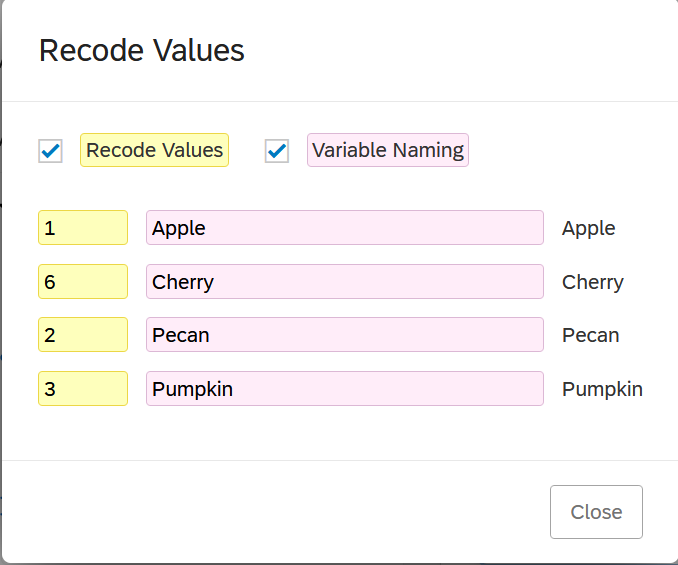 Recode Values
Recode Values Variable Naming
1 Apple Apple
6 Cherry Cherry
2 Pecan Pecan
3 Pumpkin Pumpkin
Close